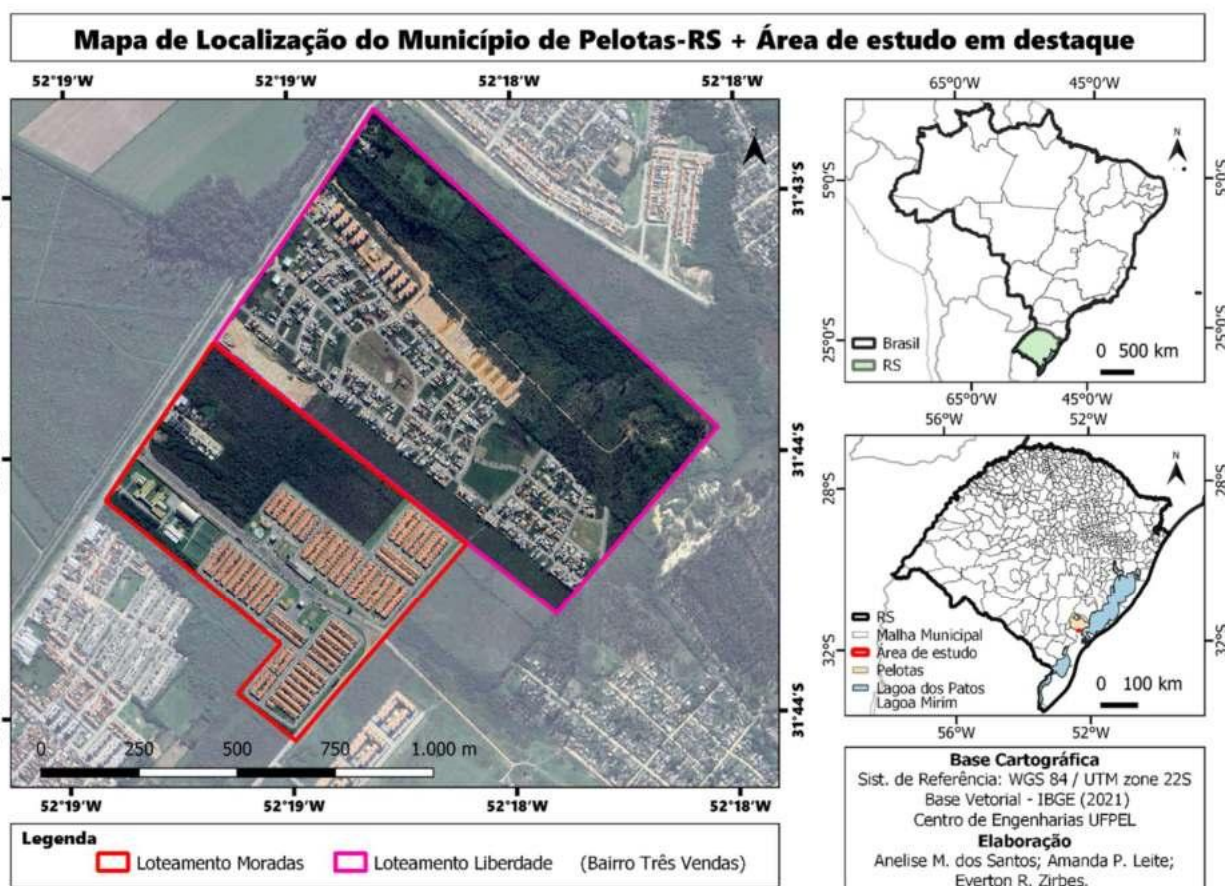 Mapa de Localização do Município de Pelotas-RS + Área de estudo em destaque
52°19'W 52°19'W 52°18'W 52°18'W
31°43'S
31°44'S
31°44'S
0 250 500 750 1.000 m
52°19'W 52°19'W 52°18'W 52°18'W
Legenda
Loteamento Moradas Loteamento Liberdade (Bairro Três Vendas)
65°0'W 45°0'W
N
5°0'S 5°0'S
25°0'S 25°0'S
Brasil
RS
0 500 km
65°0'W 45°0'W
56°W 52°W
N
28°S 28°S
32°S 32°S
RS
Malha Municipal
Área de estudo
Pelotas
Lagoa dos Patos
Lagoa Mirim
0 100 km
56°W 52°W
Base Cartográfica
Sist. de Referência: WGS 84 / UTM zone 22S
Base Vetorial - IBGE (2021)
Centro de Engenharias UFPEL
Elaboração
Anelise M. dos Santos; Amanda P. Leite;
Everton R. Zirbes.